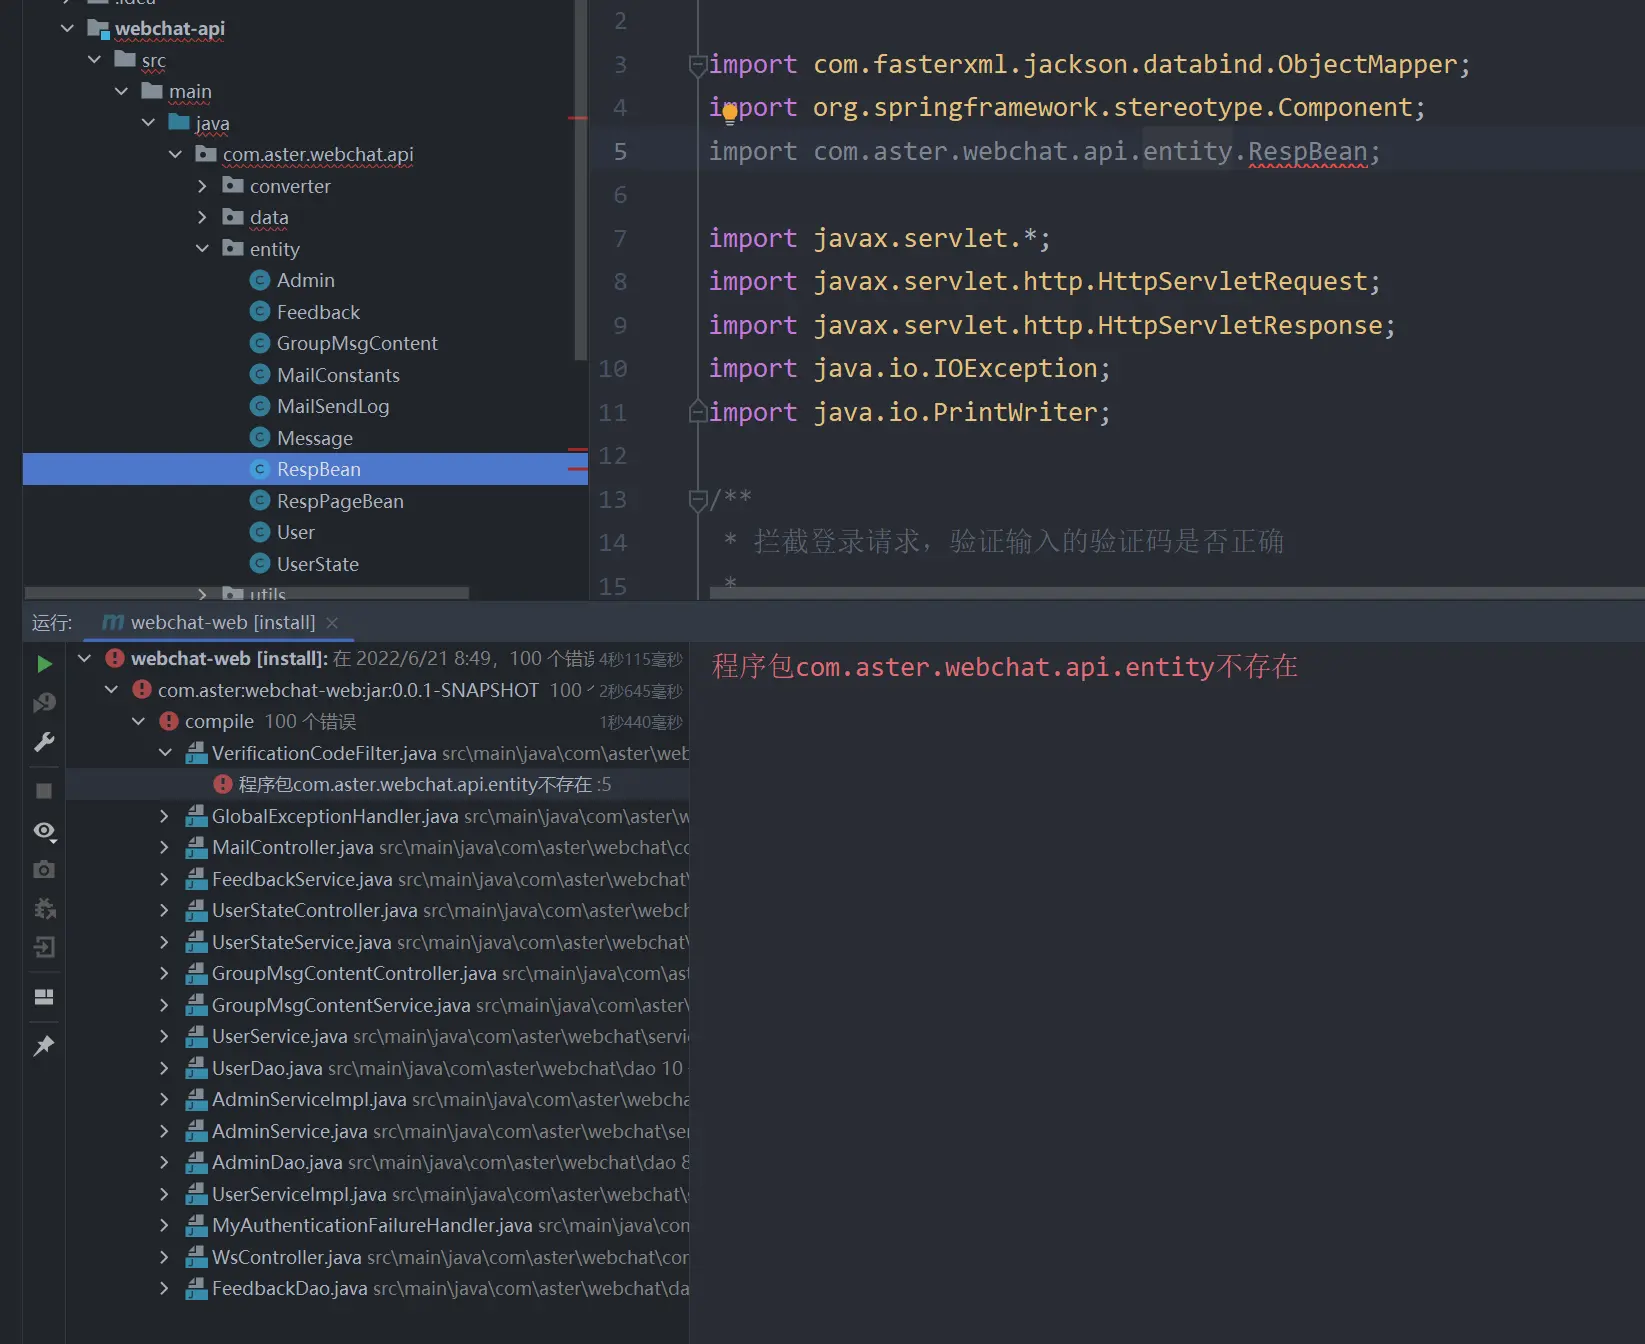 .idea
webchat-api
src
main
java
com.aster.webchat.api
converter
data
entity
Admin
Feedback
GroupMsgContent
MailConstants
MailSendLog
Message
RespBean
RespPageBean
User
UserState
utils
2
3 import com.fasterxml.jackson.databind.ObjectMapper;
4 import org.springframework.stereotype.Component;
5 import com.aster.webchat.api.entity.RespBean;
6
7 import javax.servlet.*;
8 import javax.servlet.http.HttpServletRequest;
9 import javax.servlet.http.HttpServletResponse;
10 import java.io.IOException;
11 import java.io.PrintWriter;
12
13 /**
14 * 拦截登录请求，验证输入的验证码是否正确
15 *
运行: webchat-web [install] ×
webchat-web [install]: 在 2022/6/21 8:49，100 个错误 4秒115毫秒
com.aster:webchat-web:jar:0.0.1-SNAPSHOT 100 个 2秒645毫秒
compile 100 个错误 1秒440毫秒
VerificationCodeFilter.java src\main\java\com\aster\web
程序包com.aster.webchat.api.entity不存在 :5
GlobalExceptionHandler.java src\main\java\com\aster\w
MailController.java src\main\java\com\aster\webchat\co
FeedbackService.java src\main\java\com\aster\webchat\
UserStateController.java src\main\java\com\aster\webch
UserStateService.java src\main\java\com\aster\webchat\
GroupMsgContentController.java src\main\java\com\ast
GroupMsgContentService.java src\main\java\com\aster\
UserService.java src\main\java\com\aster\webchat\servi
UserDao.java src\main\java\com\aster\webchat\dao 10
AdminServiceImpl.java src\main\java\com\aster\webcha
AdminService.java src\main\java\com\aster\webchat\ser
AdminDao.java src\main\java\com\aster\webchat\dao 8
UserServiceImpl.java src\main\java\com\aster\webchat\s
MyAuthenticationFailureHandler.java src\main\java\com
WsController.java src\main\java\com\aster\webchat\con
FeedbackDao.java src\main\java\com\aster\webchat\da
程序包com.aster.webchat.api.entity不存在